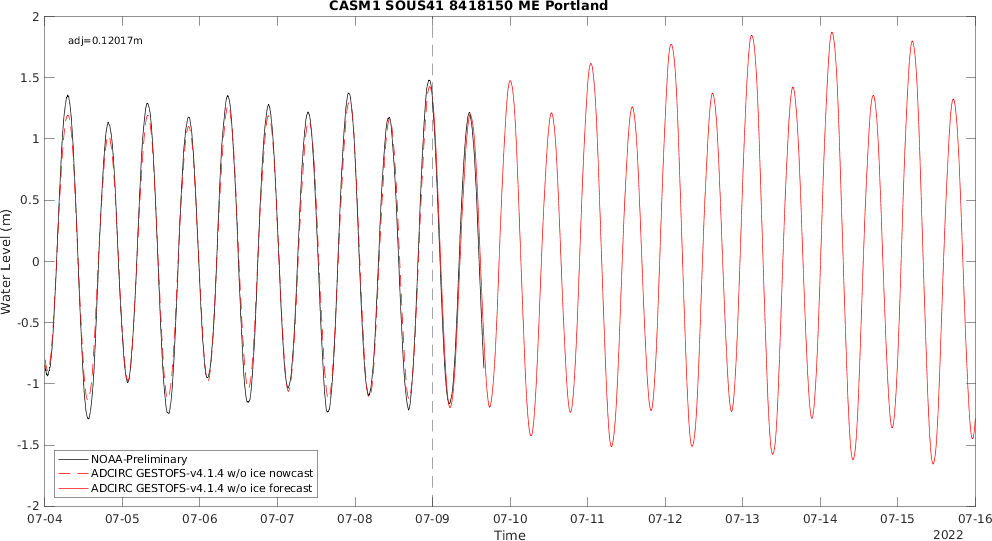 CASM1 SOUS41 8418150 ME Portland
adj=0.12017m
2
1.5
1
0.5
0
-0.5
-1
-1.5
-2
Water Level (m)
NOAA-Preliminary
ADCIRC GESTOFS-v4.1.4 w/o ice nowcast
ADCIRC GESTOFS-v4.1.4 w/o ice forecast
07-04 07-05 07-06 07-07 07-08 07-09 07-10 07-11 07-12 07-13 07-14 07-15 07-16
Time
2022